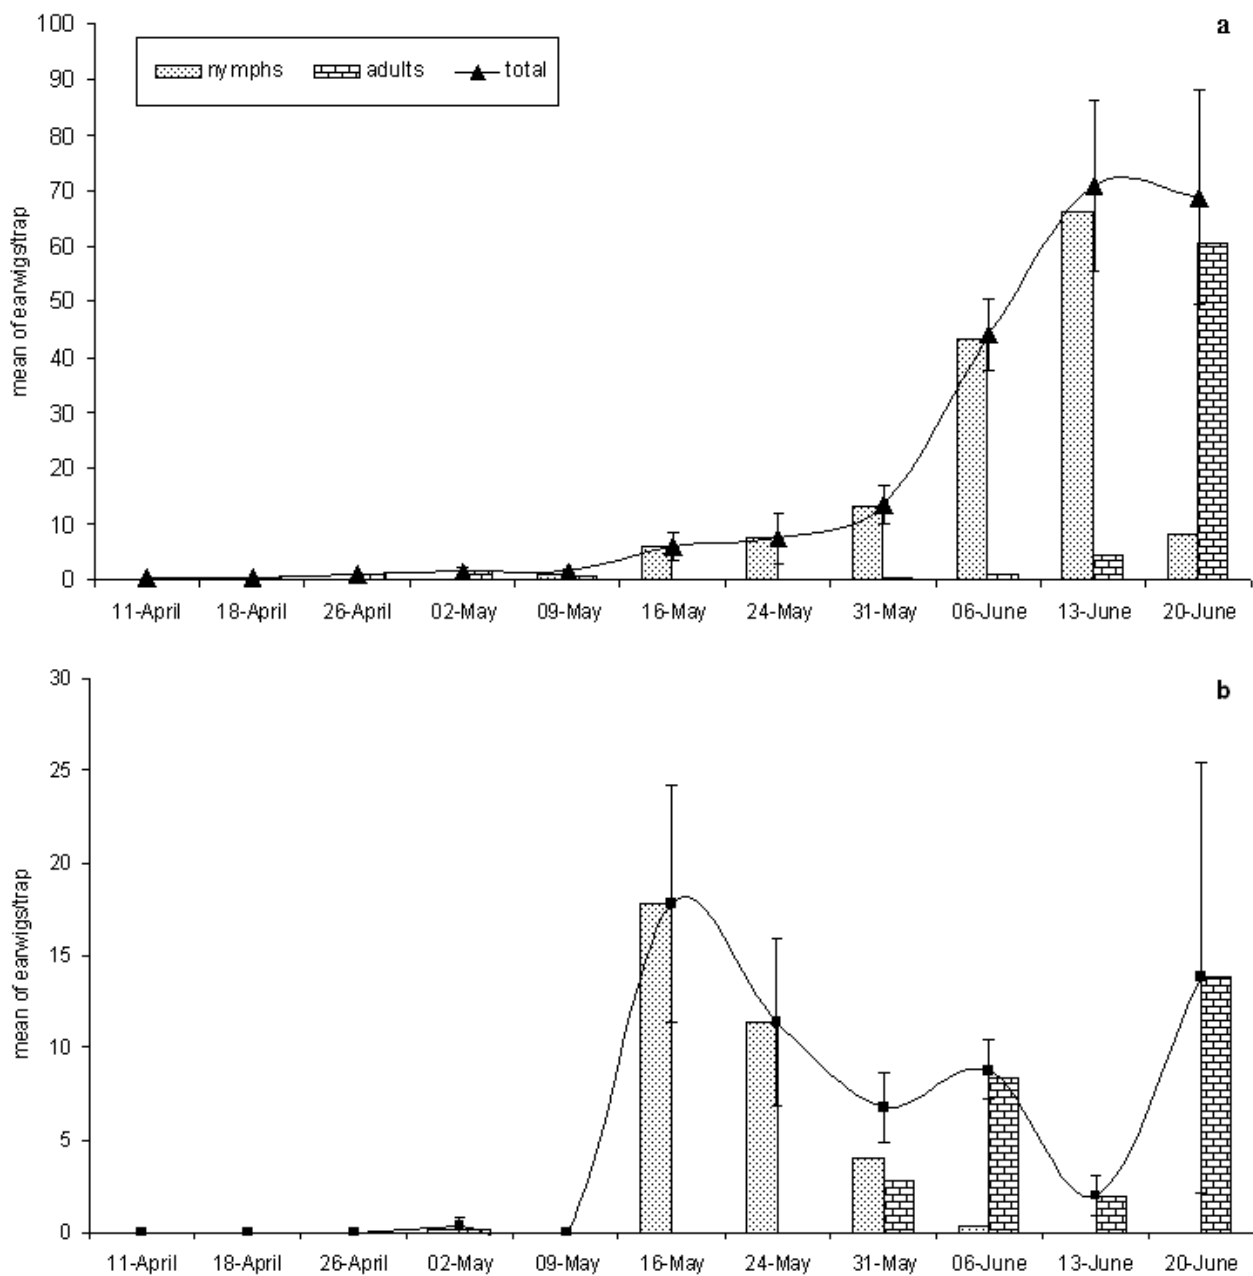 a
nymphs adults total
100
90
80
70
60
50
40
30
20
10
0
mean of earwigs/trap
11-April 18-April 26-April 02-May 09-May 16-May 24-May 31-May 06-June 13-June 20-June
b
30
25
20
15
10
5
0
mean of earwigs/trap
11-April 18-April 26-April 02-May 09-May 16-May 24-May 31-May 06-June 13-June 20-June